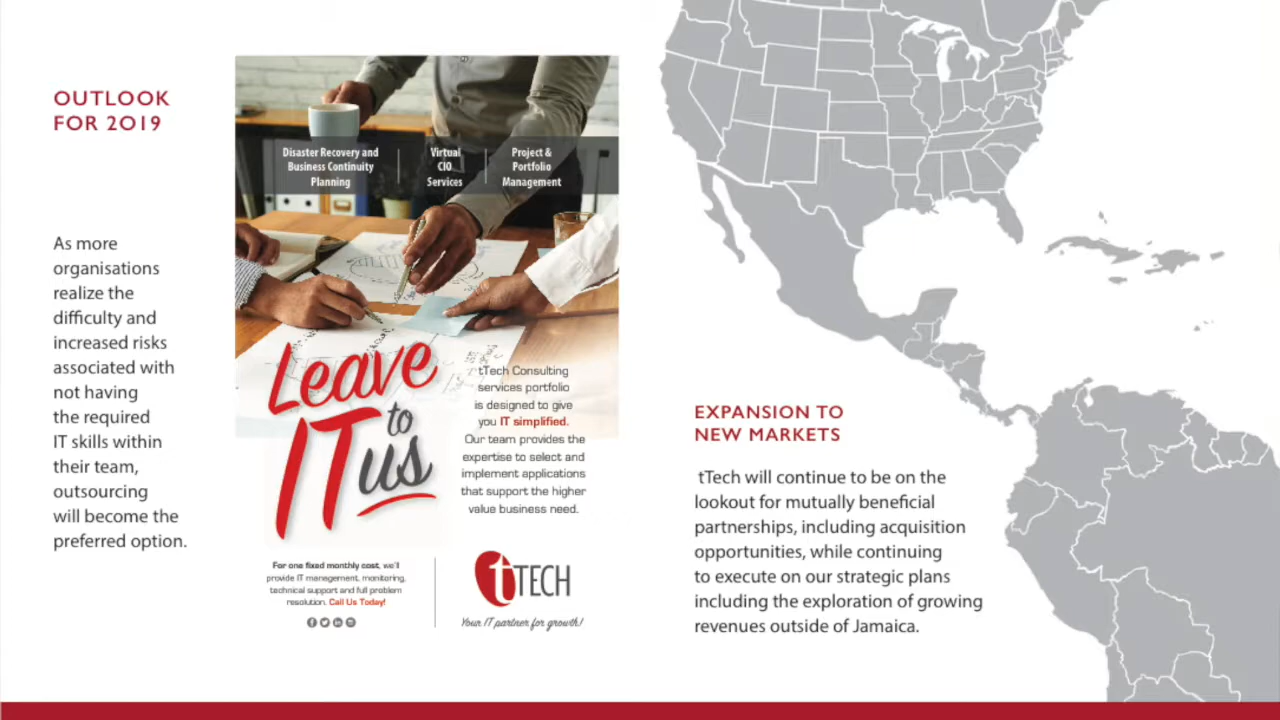 OUTLOOK
FOR 2019
As more
organisations
realize the
difficulty and
increased risks
associated with
not having
the required
IT skills within
their team,
outsourcing
will become the
preferred option.
Disaster Recovery and
Business Continuity
Planning
Virtual
CIO
Services
Project &
Portfolio
Management
Leave
to
IT
us
tTech Consulting
services portfolio
is designed to give
you IT simplified.
Our team provides the
expertise to select and
implement applications
that support the higher
value business need.
For one fixed monthly cost, we'll
provide IT management, monitoring,
technical support and full problem
resolution. Call Us Today!
tTECH
Your IT partner for growth!
EXPANSION TO
NEW MARKETS
tTech will continue to be on the
lookout for mutually beneficial
partnerships, including acquisition
opportunities, while continuing
to execute on our strategic plans
including the exploration of growing
revenues outside of Jamaica.